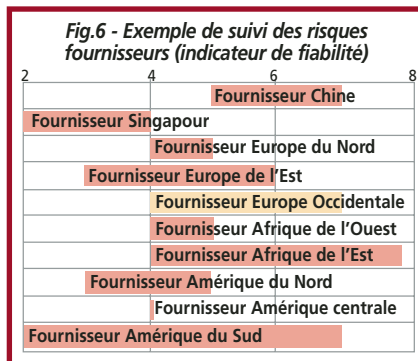 Fig.6 - Exemple de suivi des risques
fournisseurs (indicateur de fiabilité)
2 4 6 8
Fournisseur Chine
Fournisseur Singapour
Fournisseur Europe du Nord
Fournisseur Europe de l'Est
Fournisseur Europe Occidentale
Fournisseur Afrique de l'Ouest
Fournisseur Afrique de l'Est
Fournisseur Amérique du Nord
Fournisseur Amérique centrale
Fournisseur Amérique du Sud